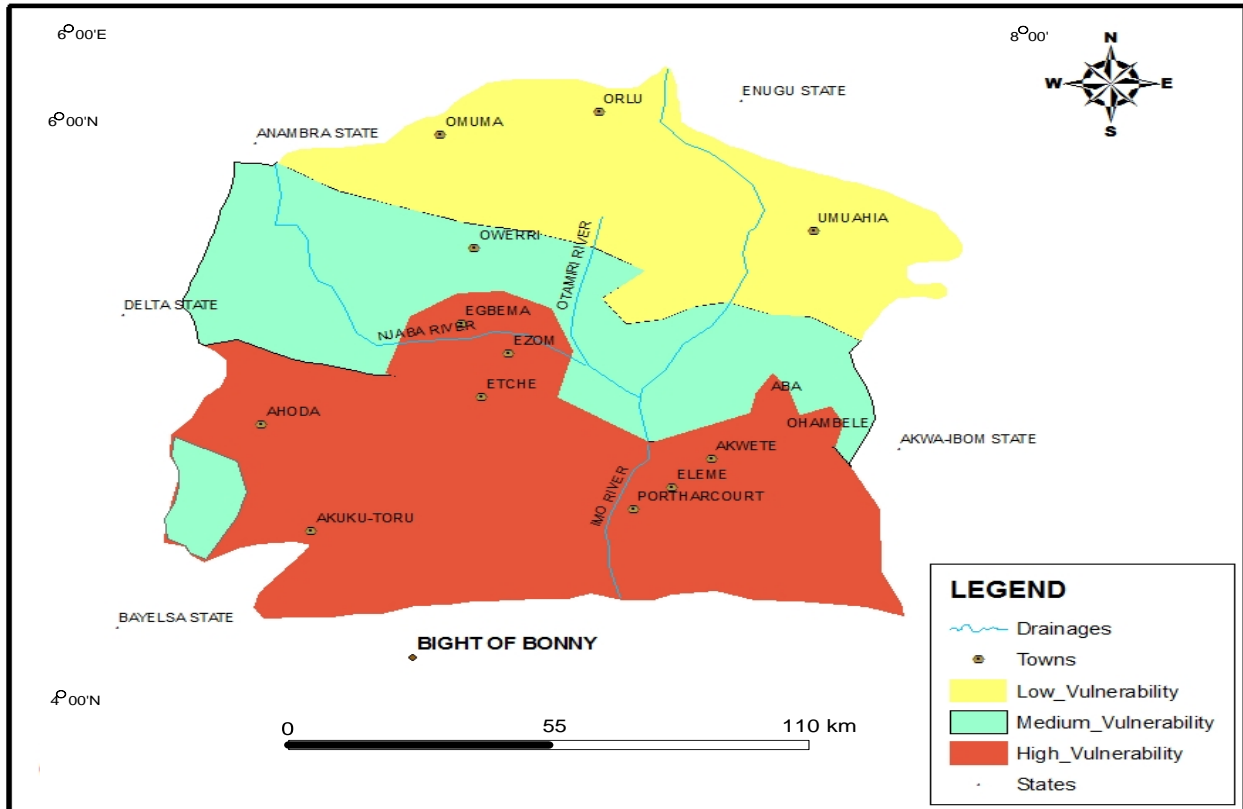 6°00'E
8°00'
N
W
E
S
ENUGU STATE
ORLU
6°00'N
OMUMA
ANAMBRA STATE
UMUAHIA
OWERRI
OTAMIRI RIVER
DELTA STATE
EGBEMA
NJABA RIVER
EZOM
ETCHE
ABA
AHODA
OHAMBELE
AKWA-IBOM STATE
AKWETE
ELEME
IMO RIVER
PORTHARCOURT
AKUKU-TORU
BAYELSA STATE
BIGHT OF BONNY
4°00'N
0
55
110 km
LEGEND
Drainages
Towns
Low_Vulnerability
Medium_Vulnerability
High_Vulnerability
States